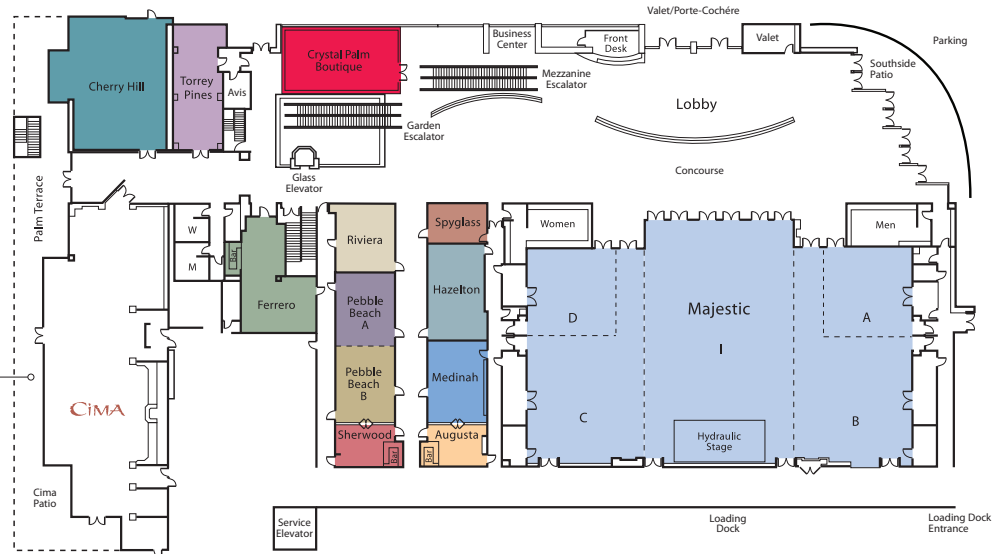 Valet/Porte-Cochére
Business
Center
Front
Desk
Valet
Parking
Southside
Patio
Crystal Palm
Boutique
Mezzanine
Escalator
Cherry Hill
Torrey
Pines
Avis
Lobby
Garden
Escalator
Concourse
Glass
Elevator
Palm Terrace
W
M
Bar
Ferrero
Riviera
Spyglass
Women
Men
Hazelton
Pebble
Beach
A
Majestic
D
A
I
Pebble
Beach
B
Medinah
CiMA
C
B
Sherwood
Bar
Augusta
Bar
Hydraulic
Stage
Cima
Patio
Service
Elevator
Loading
Dock
Loading Dock
Entrance